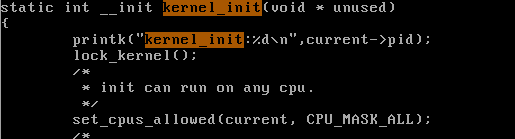 static int __init kernel_init(void * unused)
{
        printk("kernel_init:%d\n",current->pid);
        lock_kernel();
        /*
         * init can run on any cpu.
         */
        set_cpus_allowed(current, CPU_MASK_ALL);
        /*